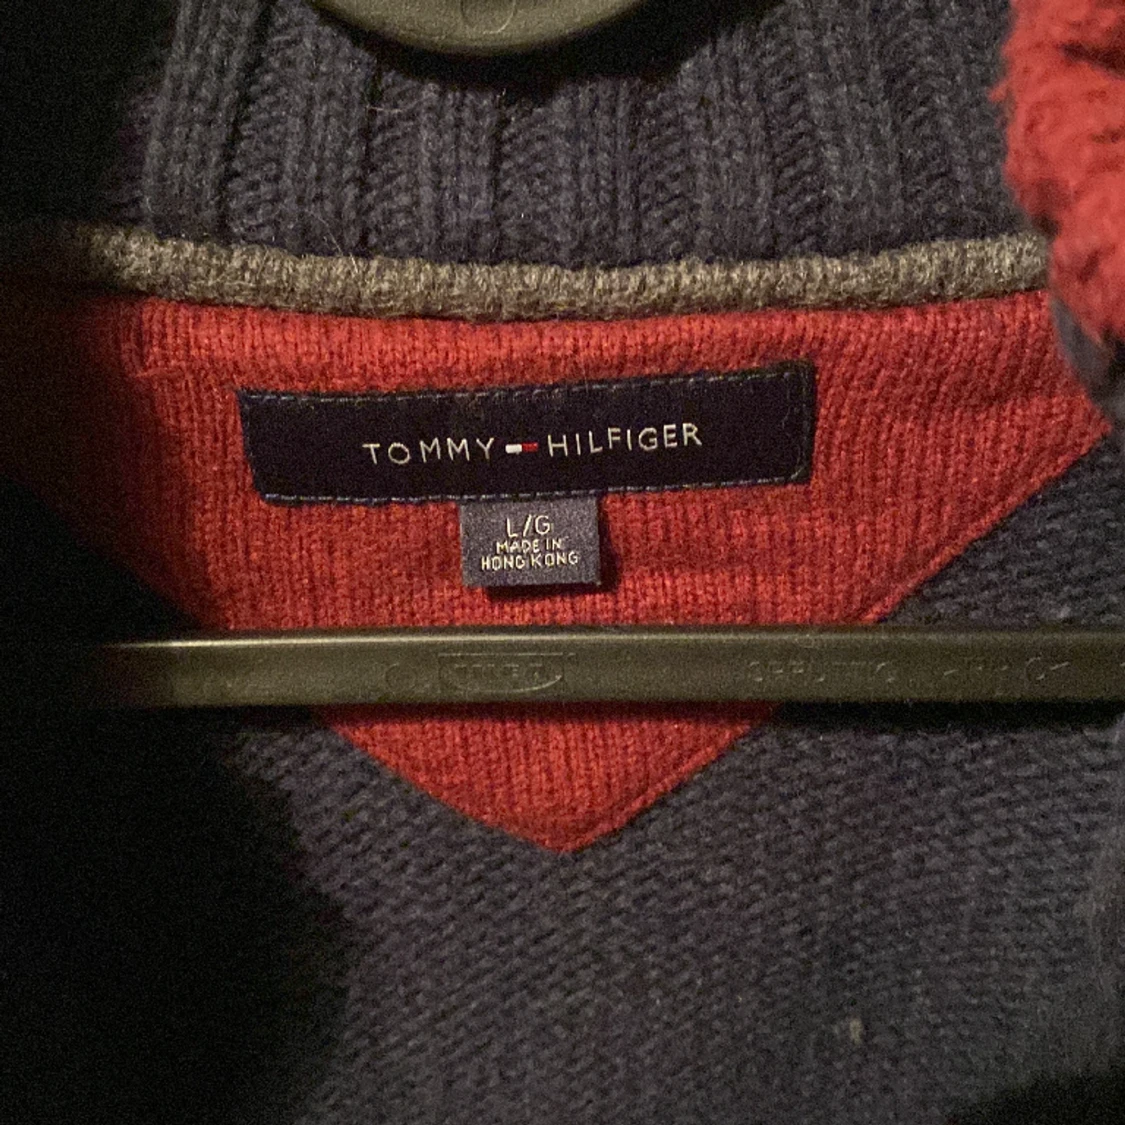 TOMMY HILFIGER
L/G
MADE IN
HONG KONG